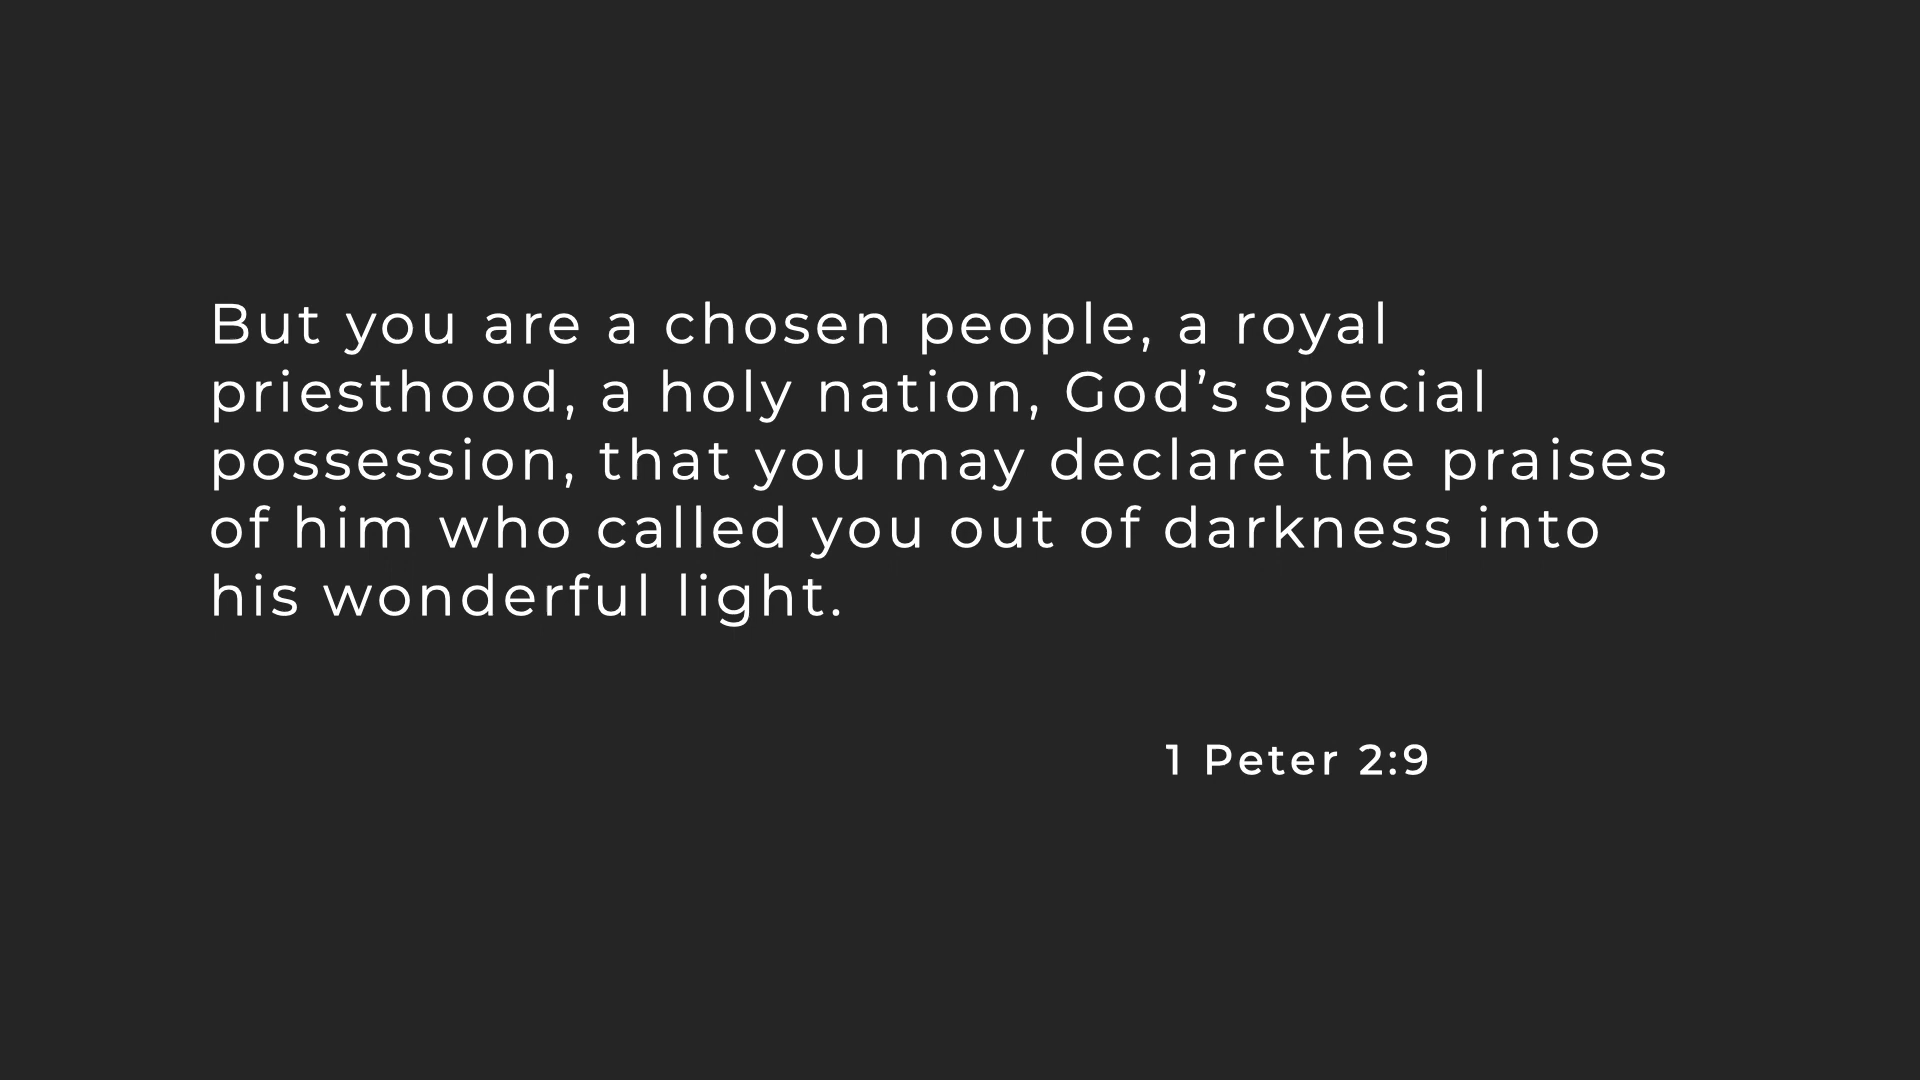 But you are a chosen people, a royal
priesthood, a holy nation, God’s special
possession, that you may declare the praises
of him who called you out of darkness into
his wonderful light.
1 Peter 2:9